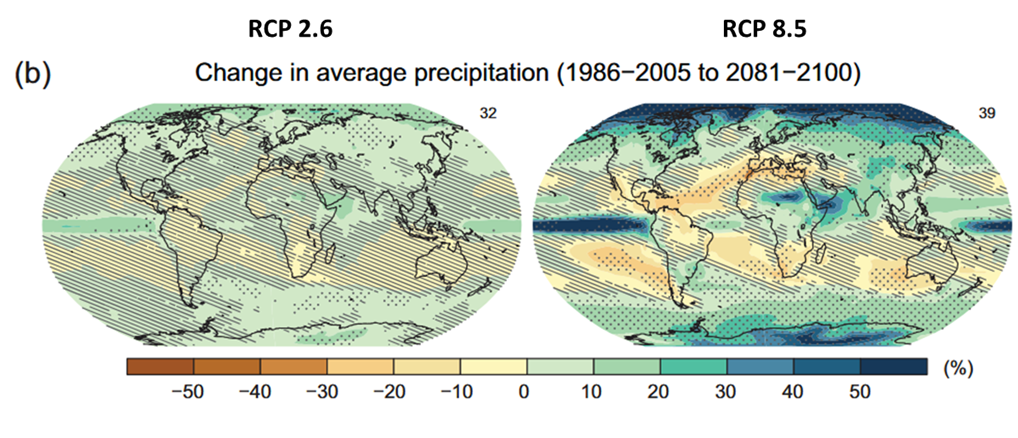 RCP 2.6 RCP 8.5
(b) Change in average precipitation (1986−2005 to 2081−2100)
32 39
−50 −40 −30 −20 −10 0 10 20 30 40 50 (%)